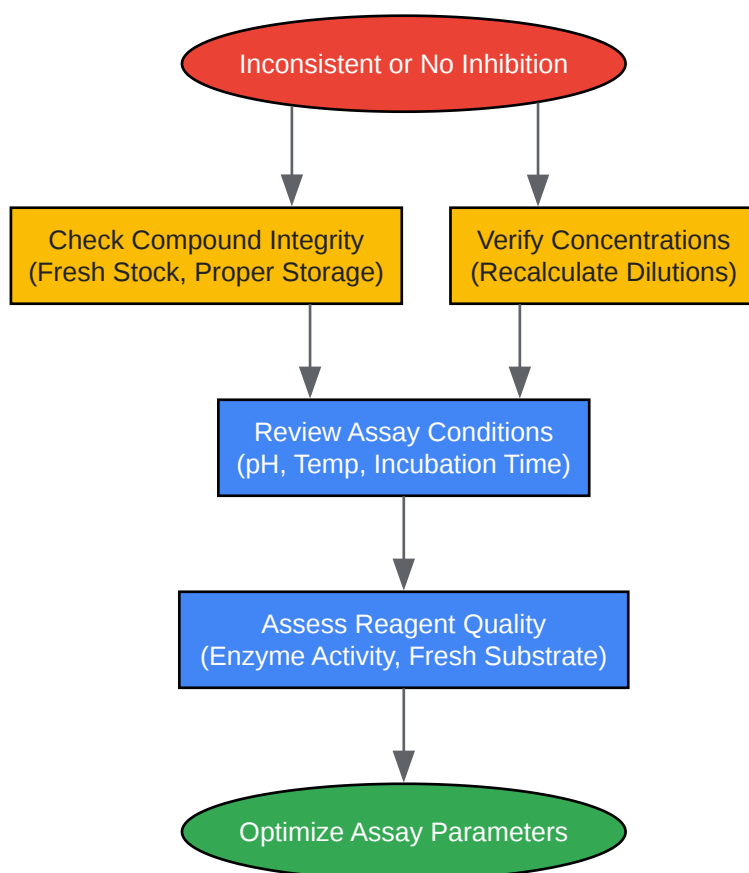 Inconsistent or No Inhibition
Check Compound Integrity
(Fresh Stock, Proper Storage)
Verify Concentrations
(Recalculate Dilutions)
Review Assay Conditions
(pH, Temp, Incubation Time)
Assess Reagent Quality
(Enzyme Activity, Fresh Substrate)
Optimize Assay Parameters